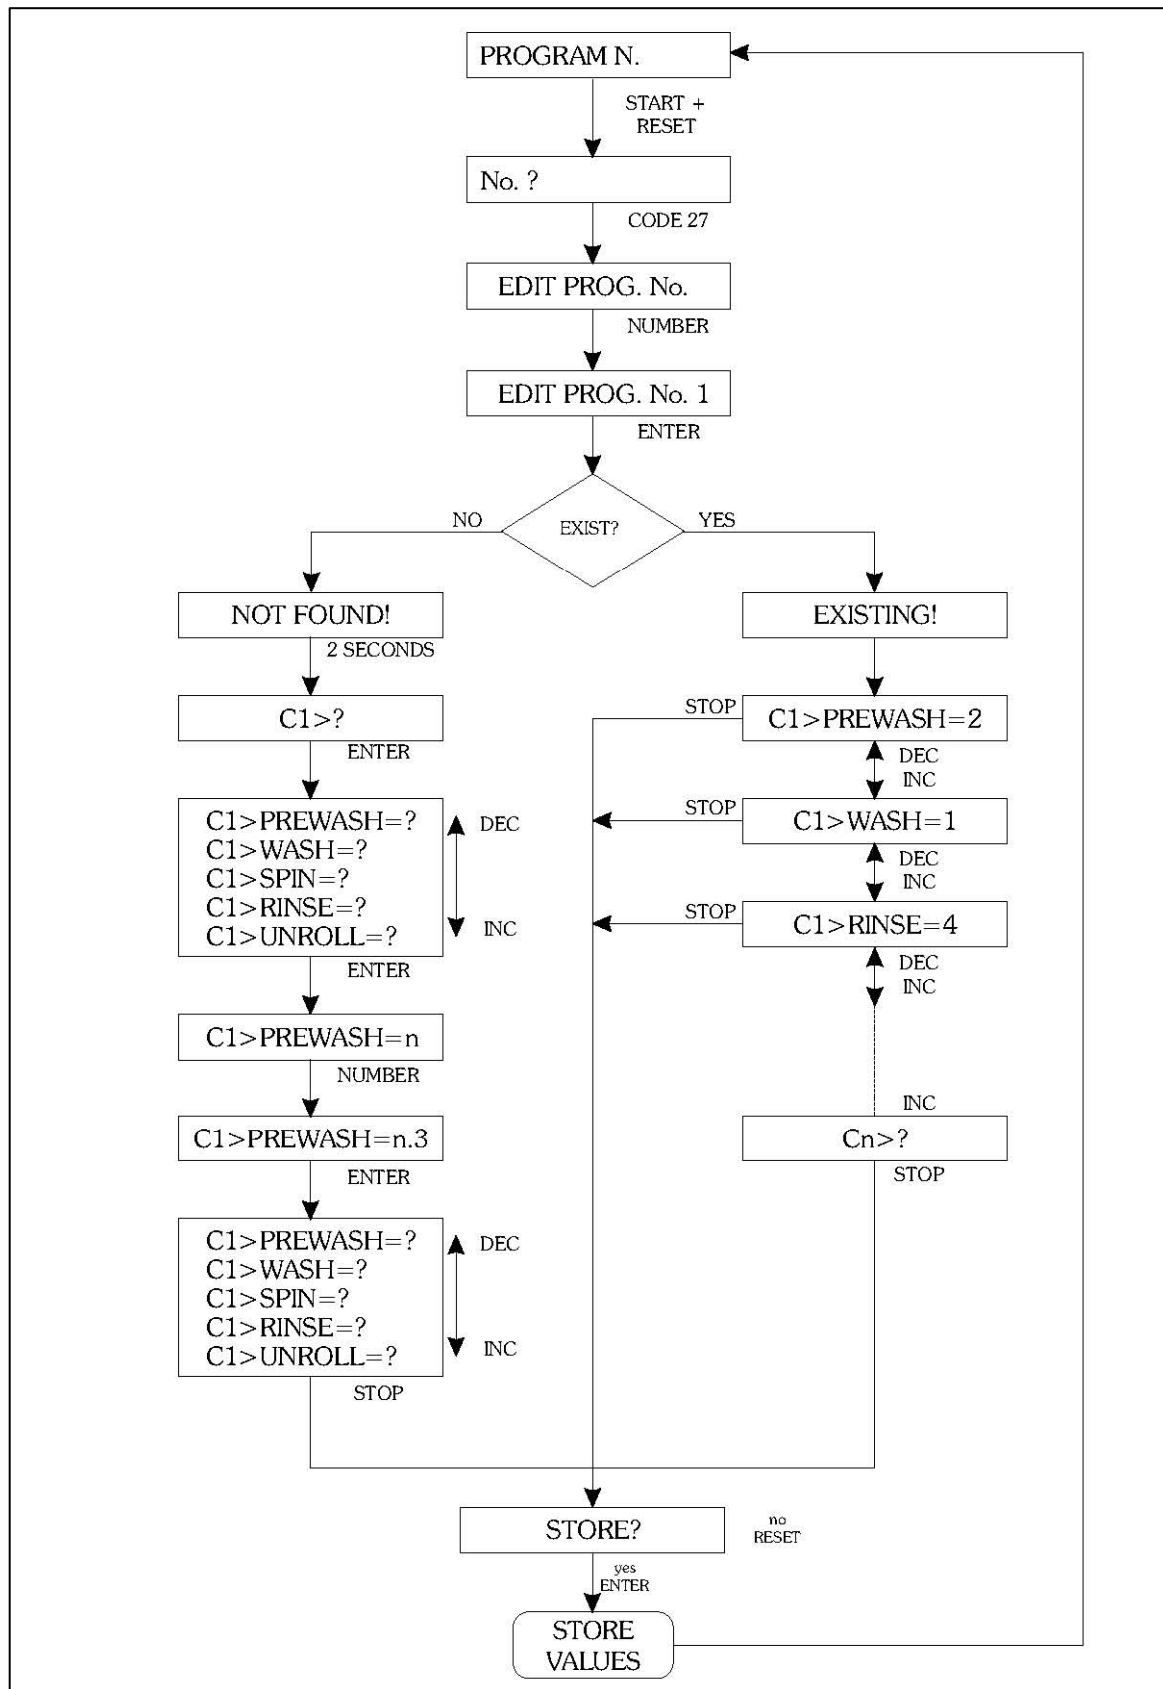 PROGRAM N.
START +
RESET
No. ?
CODE 27
EDIT PROG. No.
NUMBER
EDIT PROG. No. 1
ENTER
EXIST?
NO
YES
NOT FOUND!
2 SECONDS
C1>?
ENTER
C1>PREWASH=?
C1>WASH=?
C1>SPIN=?
C1>RINSE=?
C1>UNROLL=?
DEC
INC
ENTER
C1>PREWASH=n
NUMBER
C1>PREWASH=n.3
ENTER
C1>PREWASH=?
C1>WASH=?
C1>SPIN=?
C1>RINSE=?
C1>UNROLL=?
DEC
INC
STOP
EXISTING!
STOP
C1>PREWASH=2
DEC
INC
STOP
C1>WASH=1
DEC
INC
STOP
C1>RINSE=4
DEC
INC
INC
Cn>?
STOP
STORE?
no
RESET
yes
ENTER
STORE
VALUES